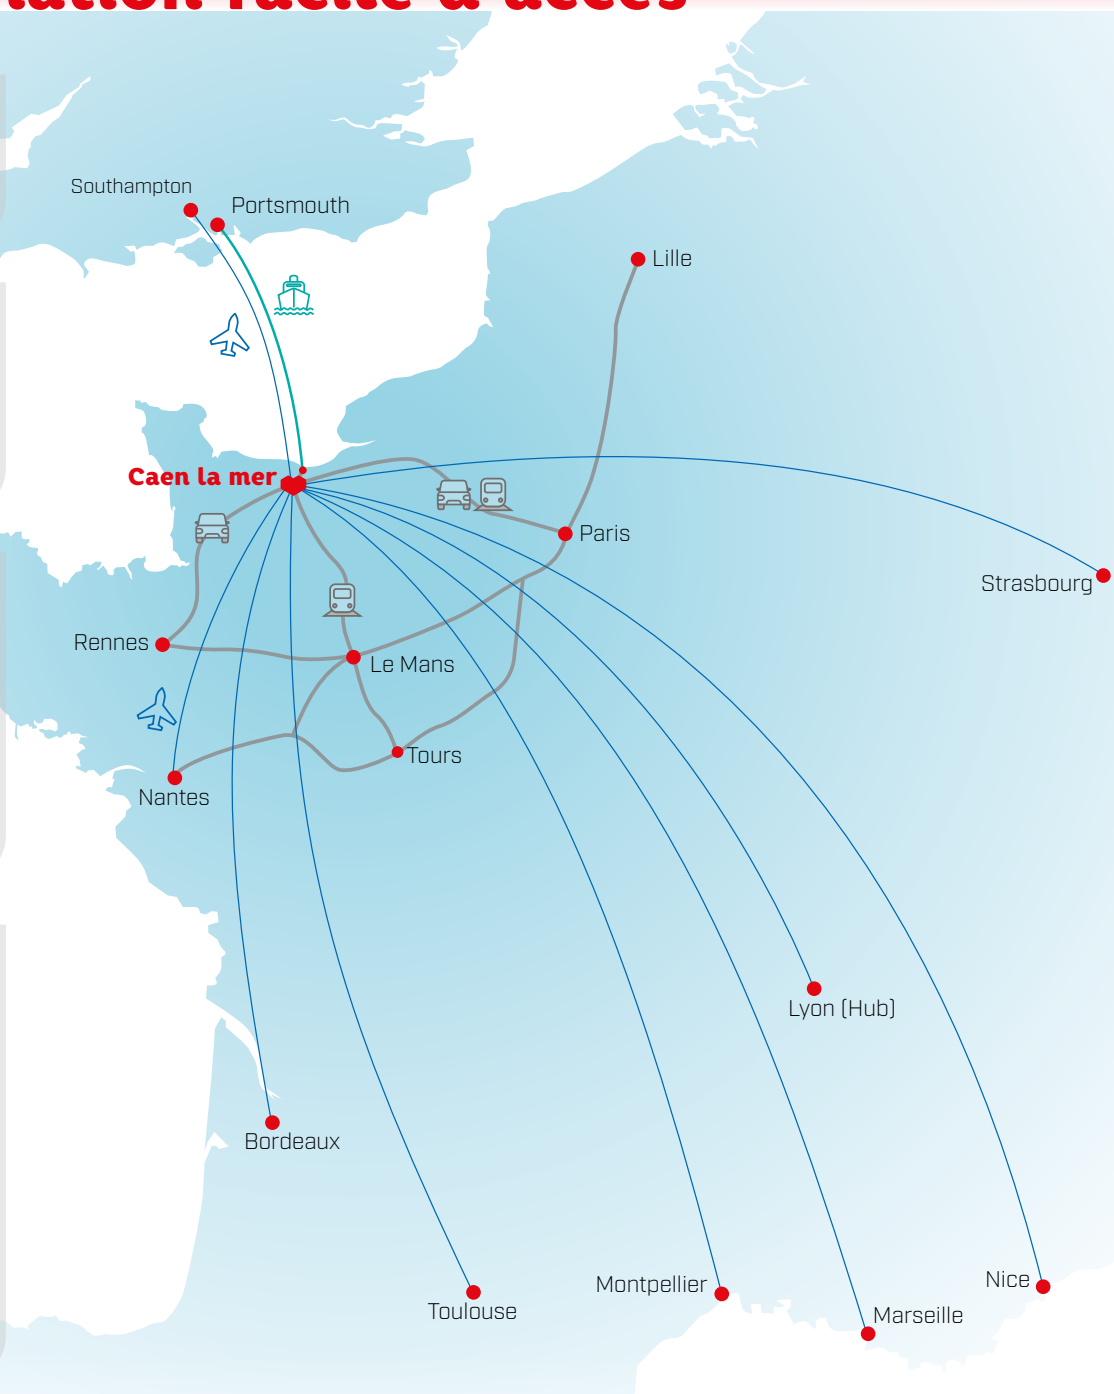 Southampton
Portsmouth
Lille
Caen la mer
Paris
Strasbourg
Rennes
Le Mans
Tours
Nantes
Lyon (Hub)
Bordeaux
Nice
Montpellier
Toulouse
Marseille